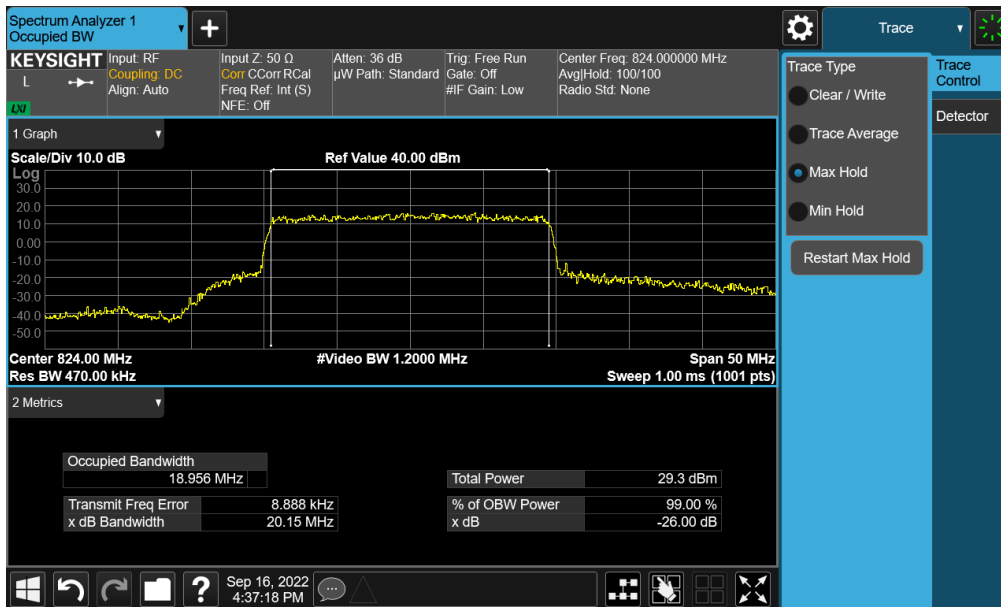 Spectrum Analyzer 1
Occupied BW
Trace
KEYSIGHT
L
LXI
Input: RF
Coupling: DC
Align: Auto
Input Z: 50 Ω
Corr CCorr RCal
Freq Ref: Int (S)
NFE: Off
Atten: 36 dB
µW Path: Standard
Trig: Free Run
Gate: Off
#IF Gain: Low
Center Freq: 824.000000 MHz
Avg|Hold: 100/100
Radio Std: None
Trace Type
Clear / Write
Trace Average
Max Hold
Min Hold
Restart Max Hold
Trace
Control
Detector
1 Graph
Scale/Div 10.0 dB
Ref Value 40.00 dBm
Log
30.0
20.0
10.0
0.00
-10.0
-20.0
-30.0
-40.0
-50.0
Center 824.00 MHz
#Video BW 1.2000 MHz
Span 50 MHz
Res BW 470.00 kHz
Sweep 1.00 ms (1001 pts)
2 Metrics
Occupied Bandwidth
18.956 MHz
Total Power 29.3 dBm
Transmit Freq Error 8.888 kHz
% of OBW Power 99.00 %
x dB Bandwidth 20.15 MHz
x dB -26.00 dB
?
Sep 16, 2022
4:37:18 PM